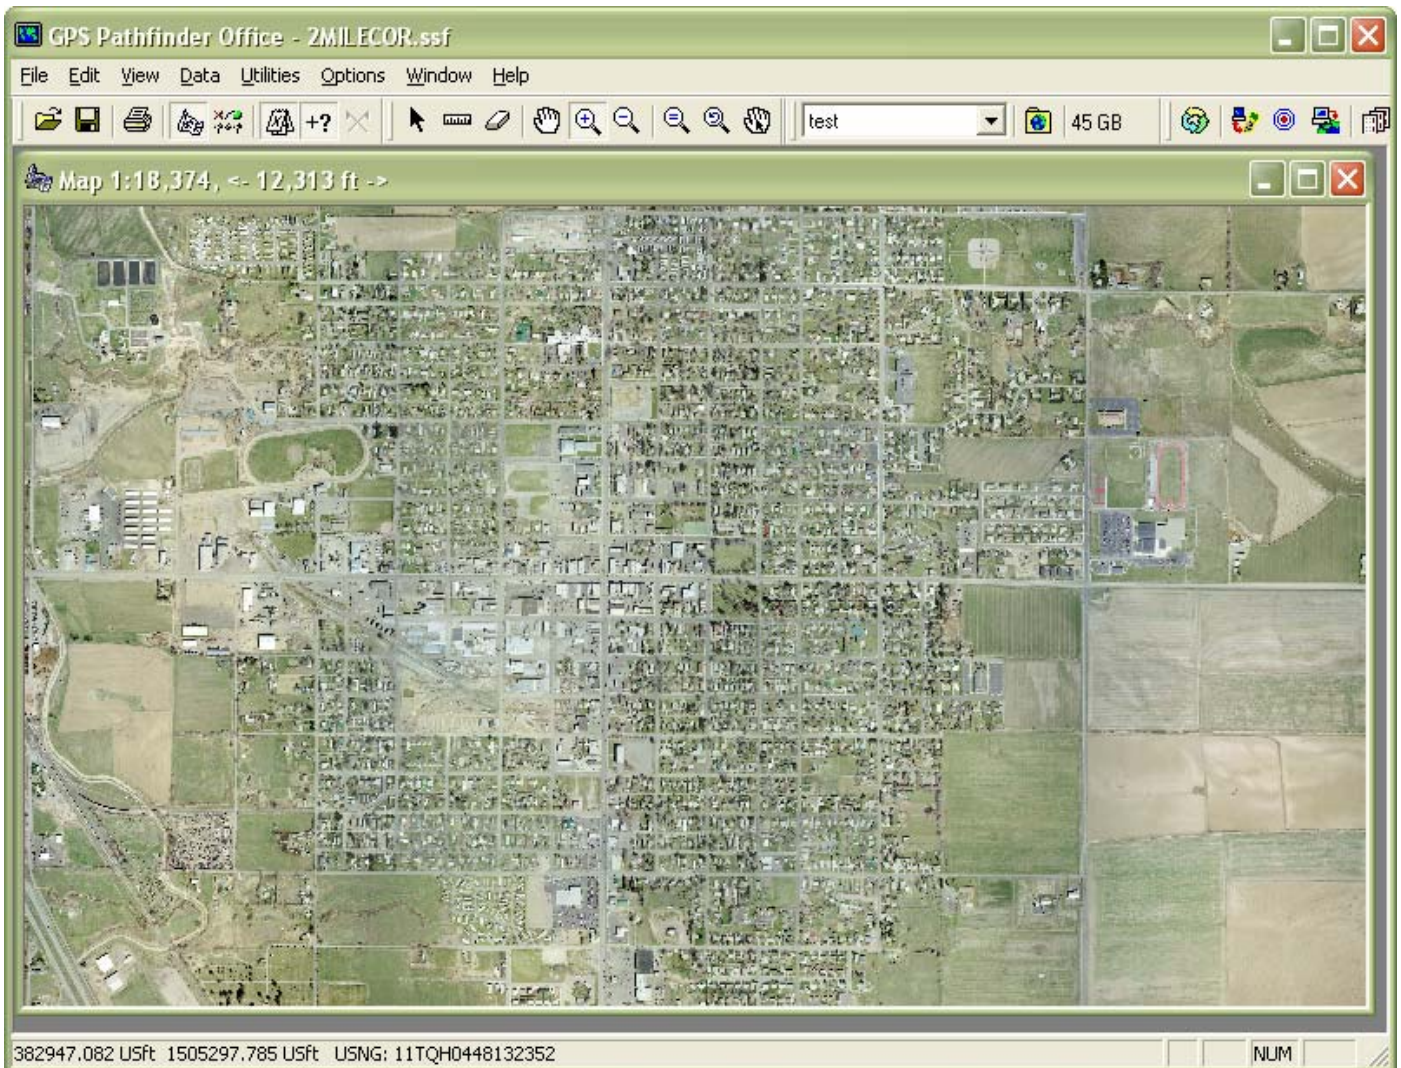 GPS Pathfinder Office - 2MILECOR.ssf
File Edit View Data Utilities Options Window Help
+? test 45 GB
Map 1:18,374, <- 12,313 ft ->
382947.082 USft 1505297.785 USft USNG: 11TQH0448132352 NUM